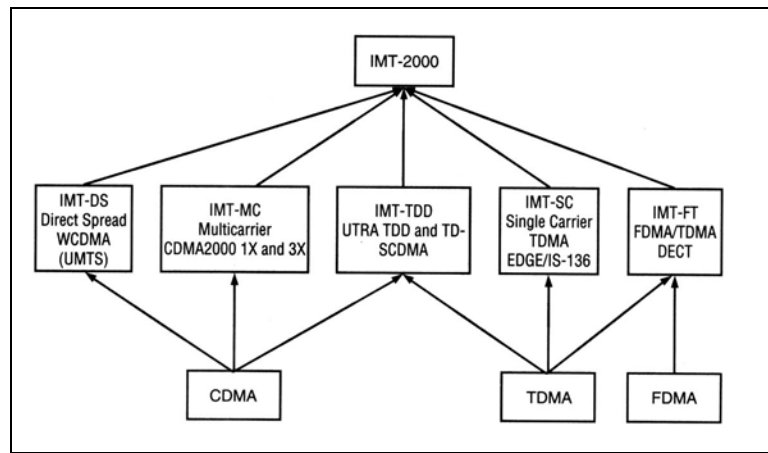 IMT-2000
IMT-DS
Direct Spread
WCDMA
(UMTS)
IMT-MC
Multicarrier
CDMA2000 1X and 3X
IMT-TDD
UTRA TDD and TD-
SCDMA
IMT-SC
Single Carrier
TDMA
EDGE/IS-136
IMT-FT
FDMA/TDMA
DECT
CDMA
TDMA
FDMA